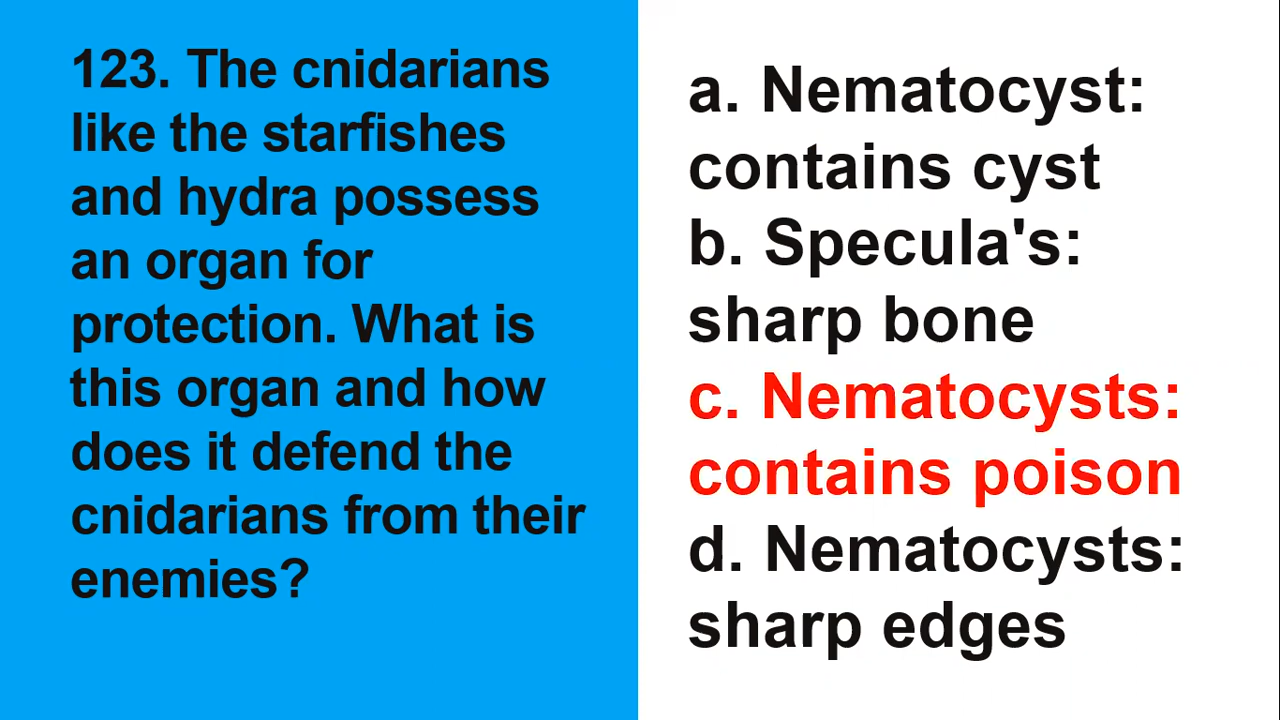 123. The cnidarians
like the starfishes
and hydra possess
an organ for
protection. What is
this organ and how
does it defend the
cnidarians from their
enemies?
a. Nematocyst:
contains cyst
b. Specula's:
sharp bone
c. Nematocysts:
contains poison
d. Nematocysts:
sharp edges